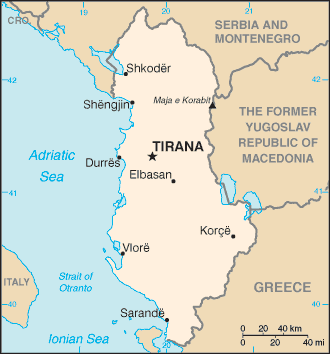 CRO.
20
SERBIA AND
MONTENEGRO
Shkodër
42
42
Shëngjin
Maja e Korabit
THE FORMER
YUGOSLAV
REPUBLIC OF
MACEDONIA
Adriatic
Sea
TIRANA
Durrës
Elbasan
41
41
Korçë
Vlorë
ITALY
Strait of
Otranto
GREECE
40
40
Sarandë
Ionian Sea
0 20 40 km
0 20 40 mi
19
20